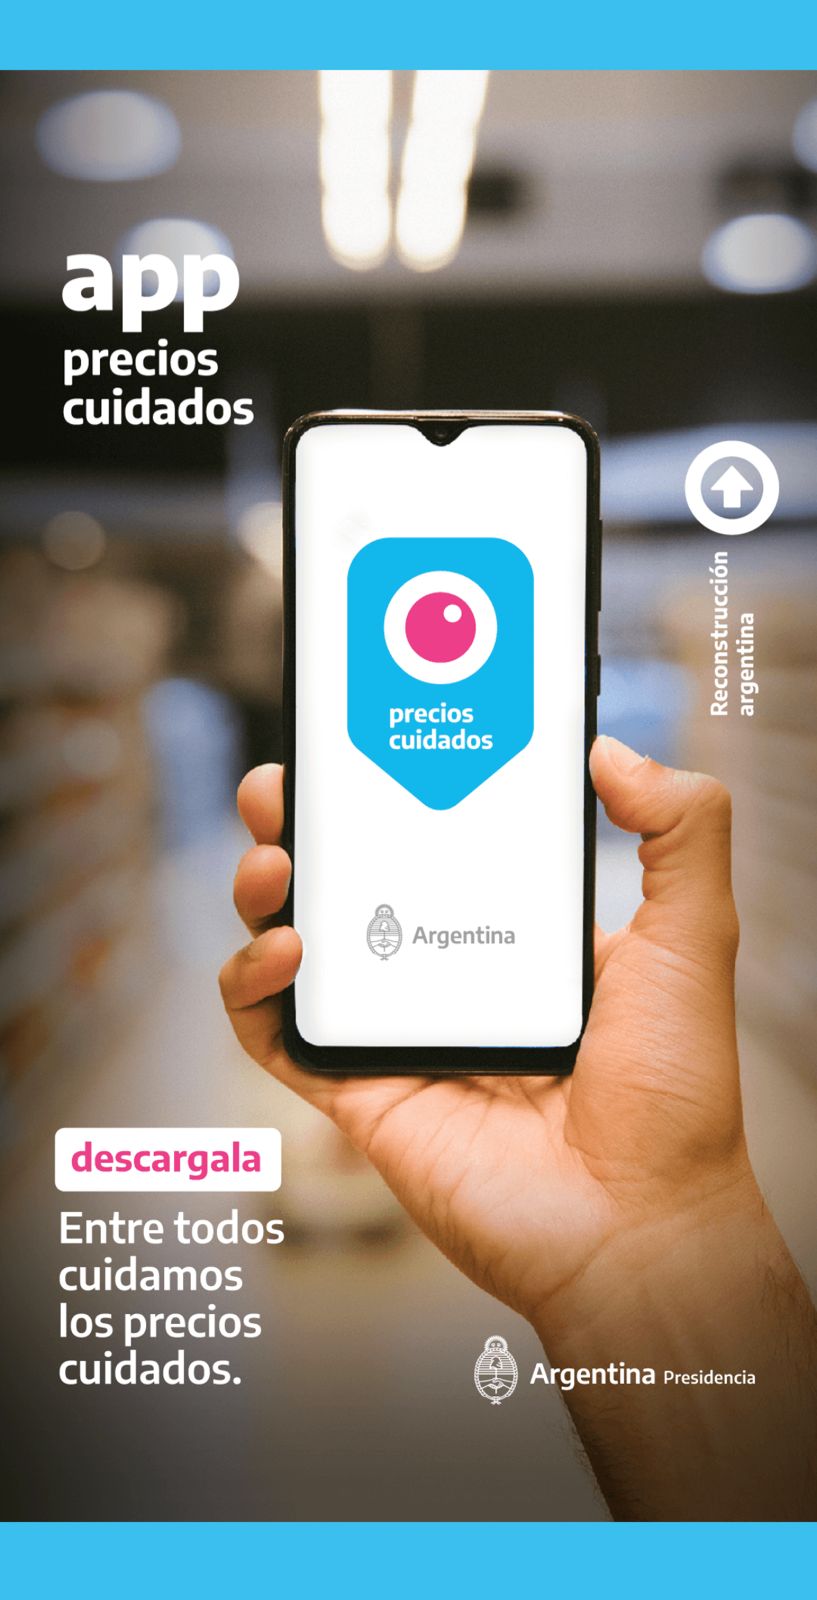 app
precios
cuidados
Reconstrucción
argentina
precios
cuidados
Argentina
descargala
Entre todos
cuidamos
los precios
cuidados.
Argentina Presidencia